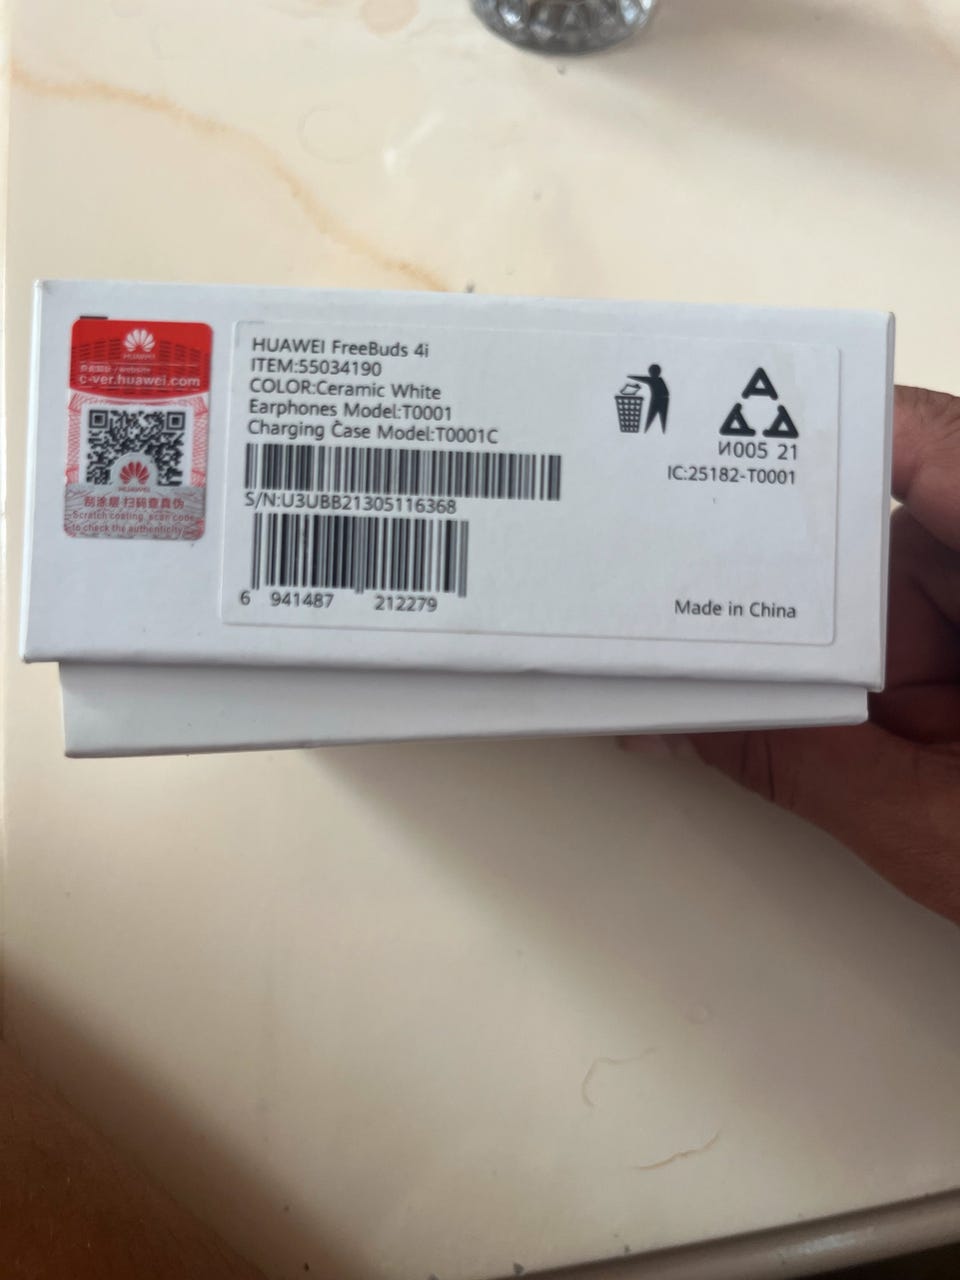 HUAWEI
c-ver.huawei.com
HUAWEI
刮涂层 扫码查真伪
Scratch coating, scan code
to check the authenticity
HUAWEI FreeBuds 4i
ITEM:55034190
COLOR:Ceramic White
Earphones Model:T0001
Charging Case Model:T0001C
S/N:U3UBB21305116368
6 941487 212279
И005 21
IC:25182-T0001
Made in China